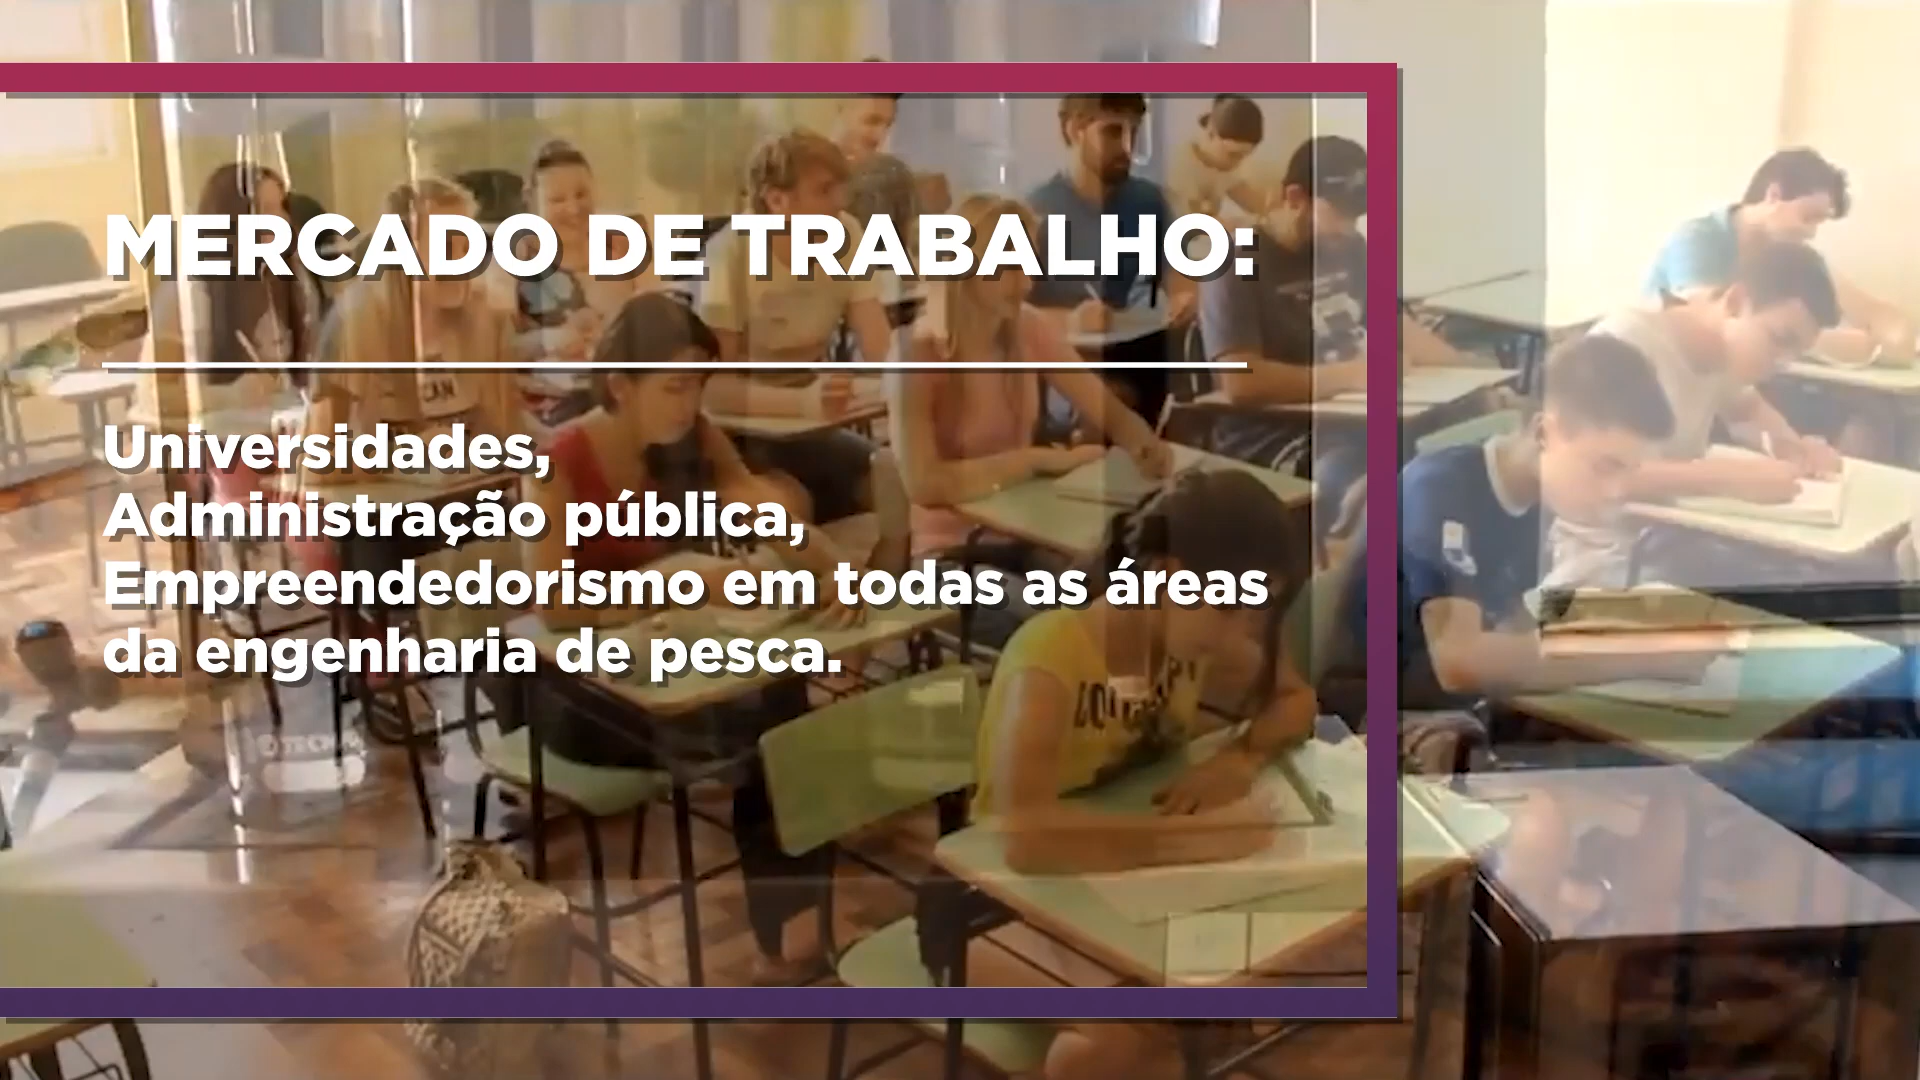 MERCADO DE TRABALHO:
Universidades,
Administração pública,
Empreendedorismo em todas as áreas
da engenharia de pesca.